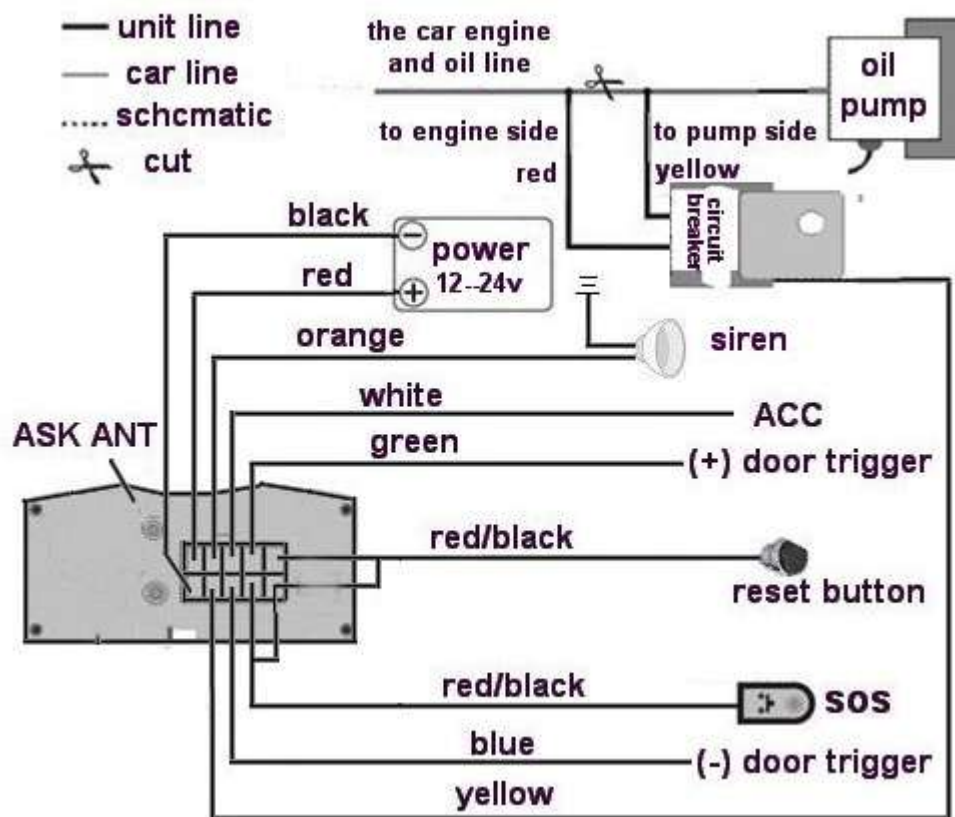 unit line
car line
schcmatic
cut
the car engine
and oil line
oil
pump
to engine side
red
to pump side
yellow
circuit
breaker
black
power
12--24v
red
orange
siren
white
ACC
ASK ANT
green
(+) door trigger
red/black
reset button
red/black
sos
blue
(-) door trigger
yellow